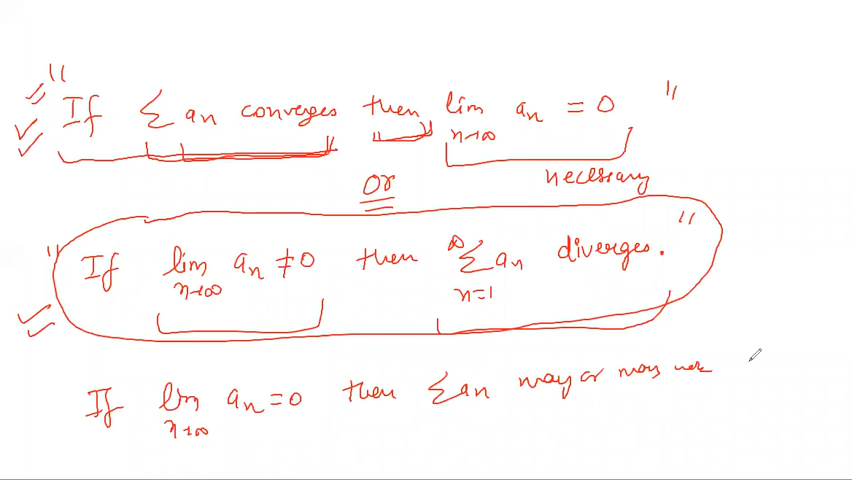 "If Σ an converges then lim n→∞ an = 0"
necessary
Or
"If lim n→∞ an ≠ 0 then ∞ Σ n=1 an diverges."
If lim n→∞ an = 0 then Σ an may or may not